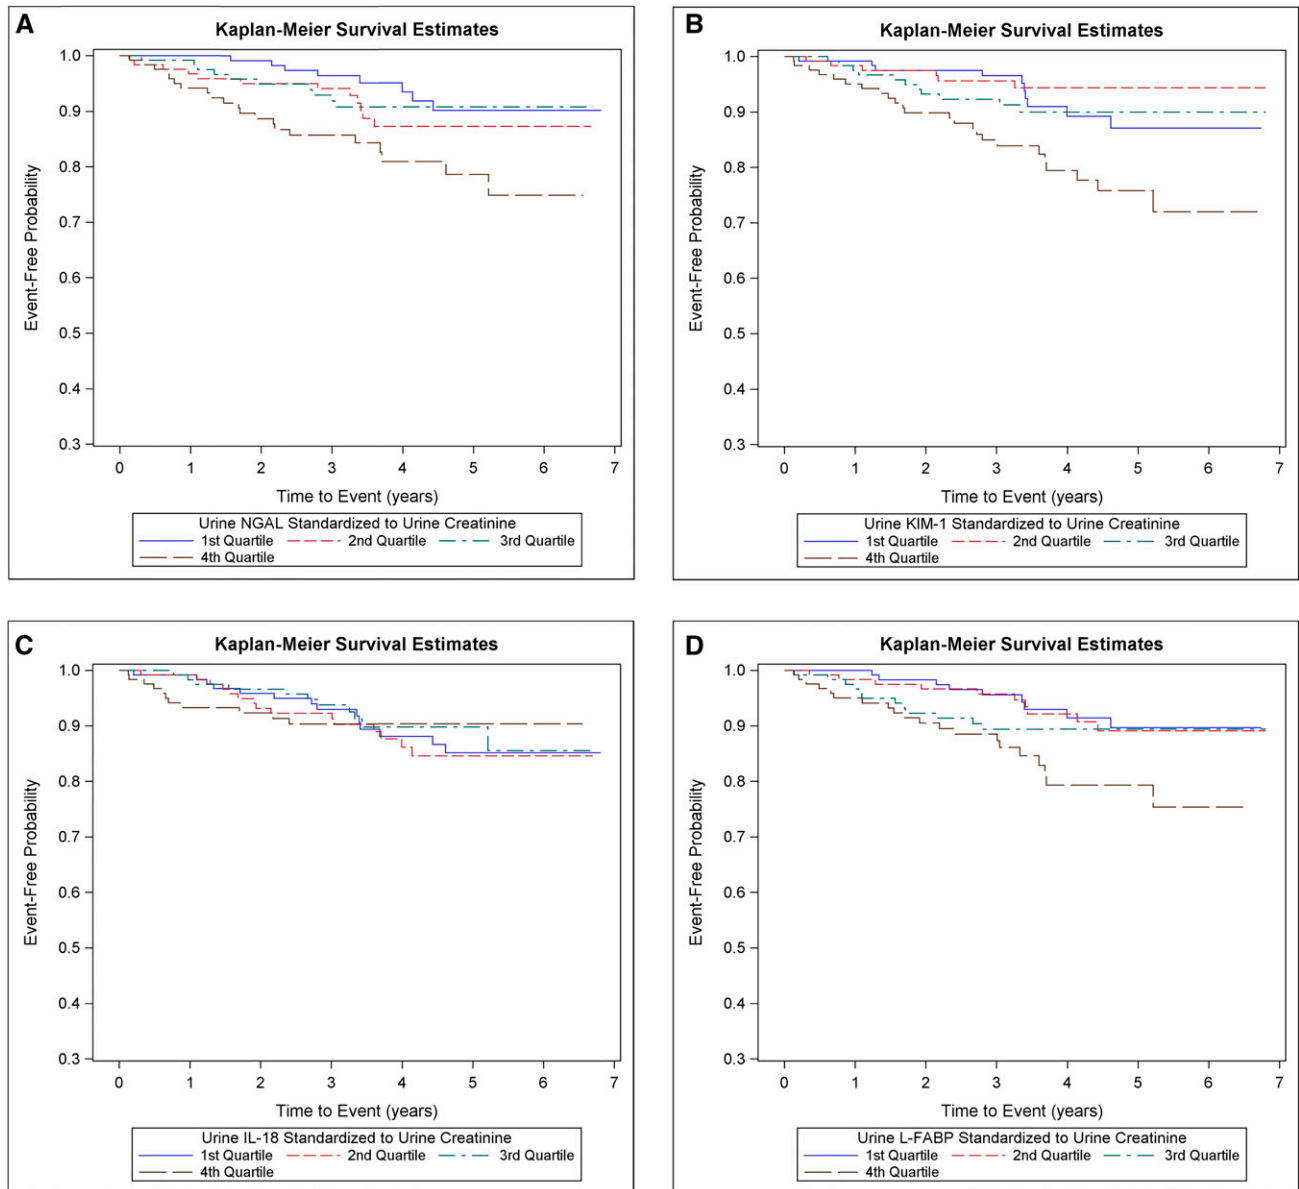 A
Kaplan-Meier Survival Estimates
1.0
0.9
0.8
0.7
0.6
0.5
0.4
0.3
Event-Free Probability
0 1 2 3 4 5 6 7
Time to Event (years)
Urine NGAL Standardized to Urine Creatinine
1st Quartile 2nd Quartile 3rd Quartile
4th Quartile
B
Kaplan-Meier Survival Estimates
1.0
0.9
0.8
0.7
0.6
0.5
0.4
0.3
Event-Free Probability
0 1 2 3 4 5 6 7
Time to Event (years)
Urine KIM-1 Standardized to Urine Creatinine
1st Quartile 2nd Quartile 3rd Quartile
4th Quartile
C
Kaplan-Meier Survival Estimates
1.0
0.9
0.8
0.7
0.6
0.5
0.4
0.3
Event-Free Probability
0 1 2 3 4 5 6 7
Time to Event (years)
Urine IL-18 Standardized to Urine Creatinine
1st Quartile 2nd Quartile 3rd Quartile
4th Quartile
D
Kaplan-Meier Survival Estimates
1.0
0.9
0.8
0.7
0.6
0.5
0.4
0.3
Event-Free Probability
0 1 2 3 4 5 6 7
Time to Event (years)
Urine L-FABP Standardized to Urine Creatinine
1st Quartile 2nd Quartile 3rd Quartile
4th Quartile